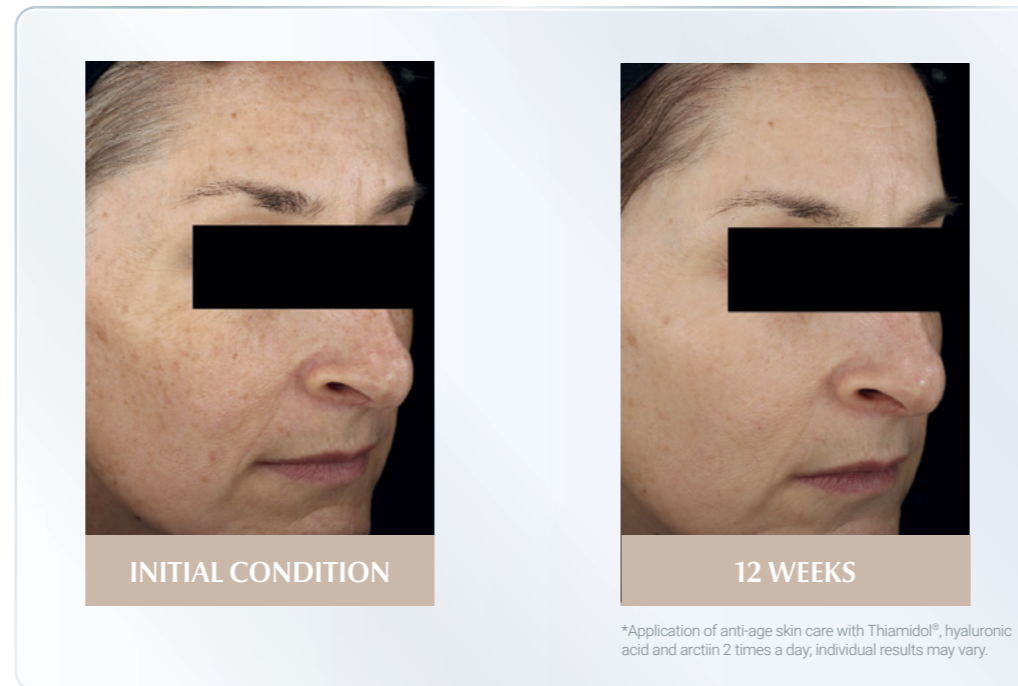 INITIAL CONDITION
12 WEEKS
*Application of anti-age skin care with Thiamidol®, hyaluronic
acid and arctiin 2 times a day; individual results may vary.